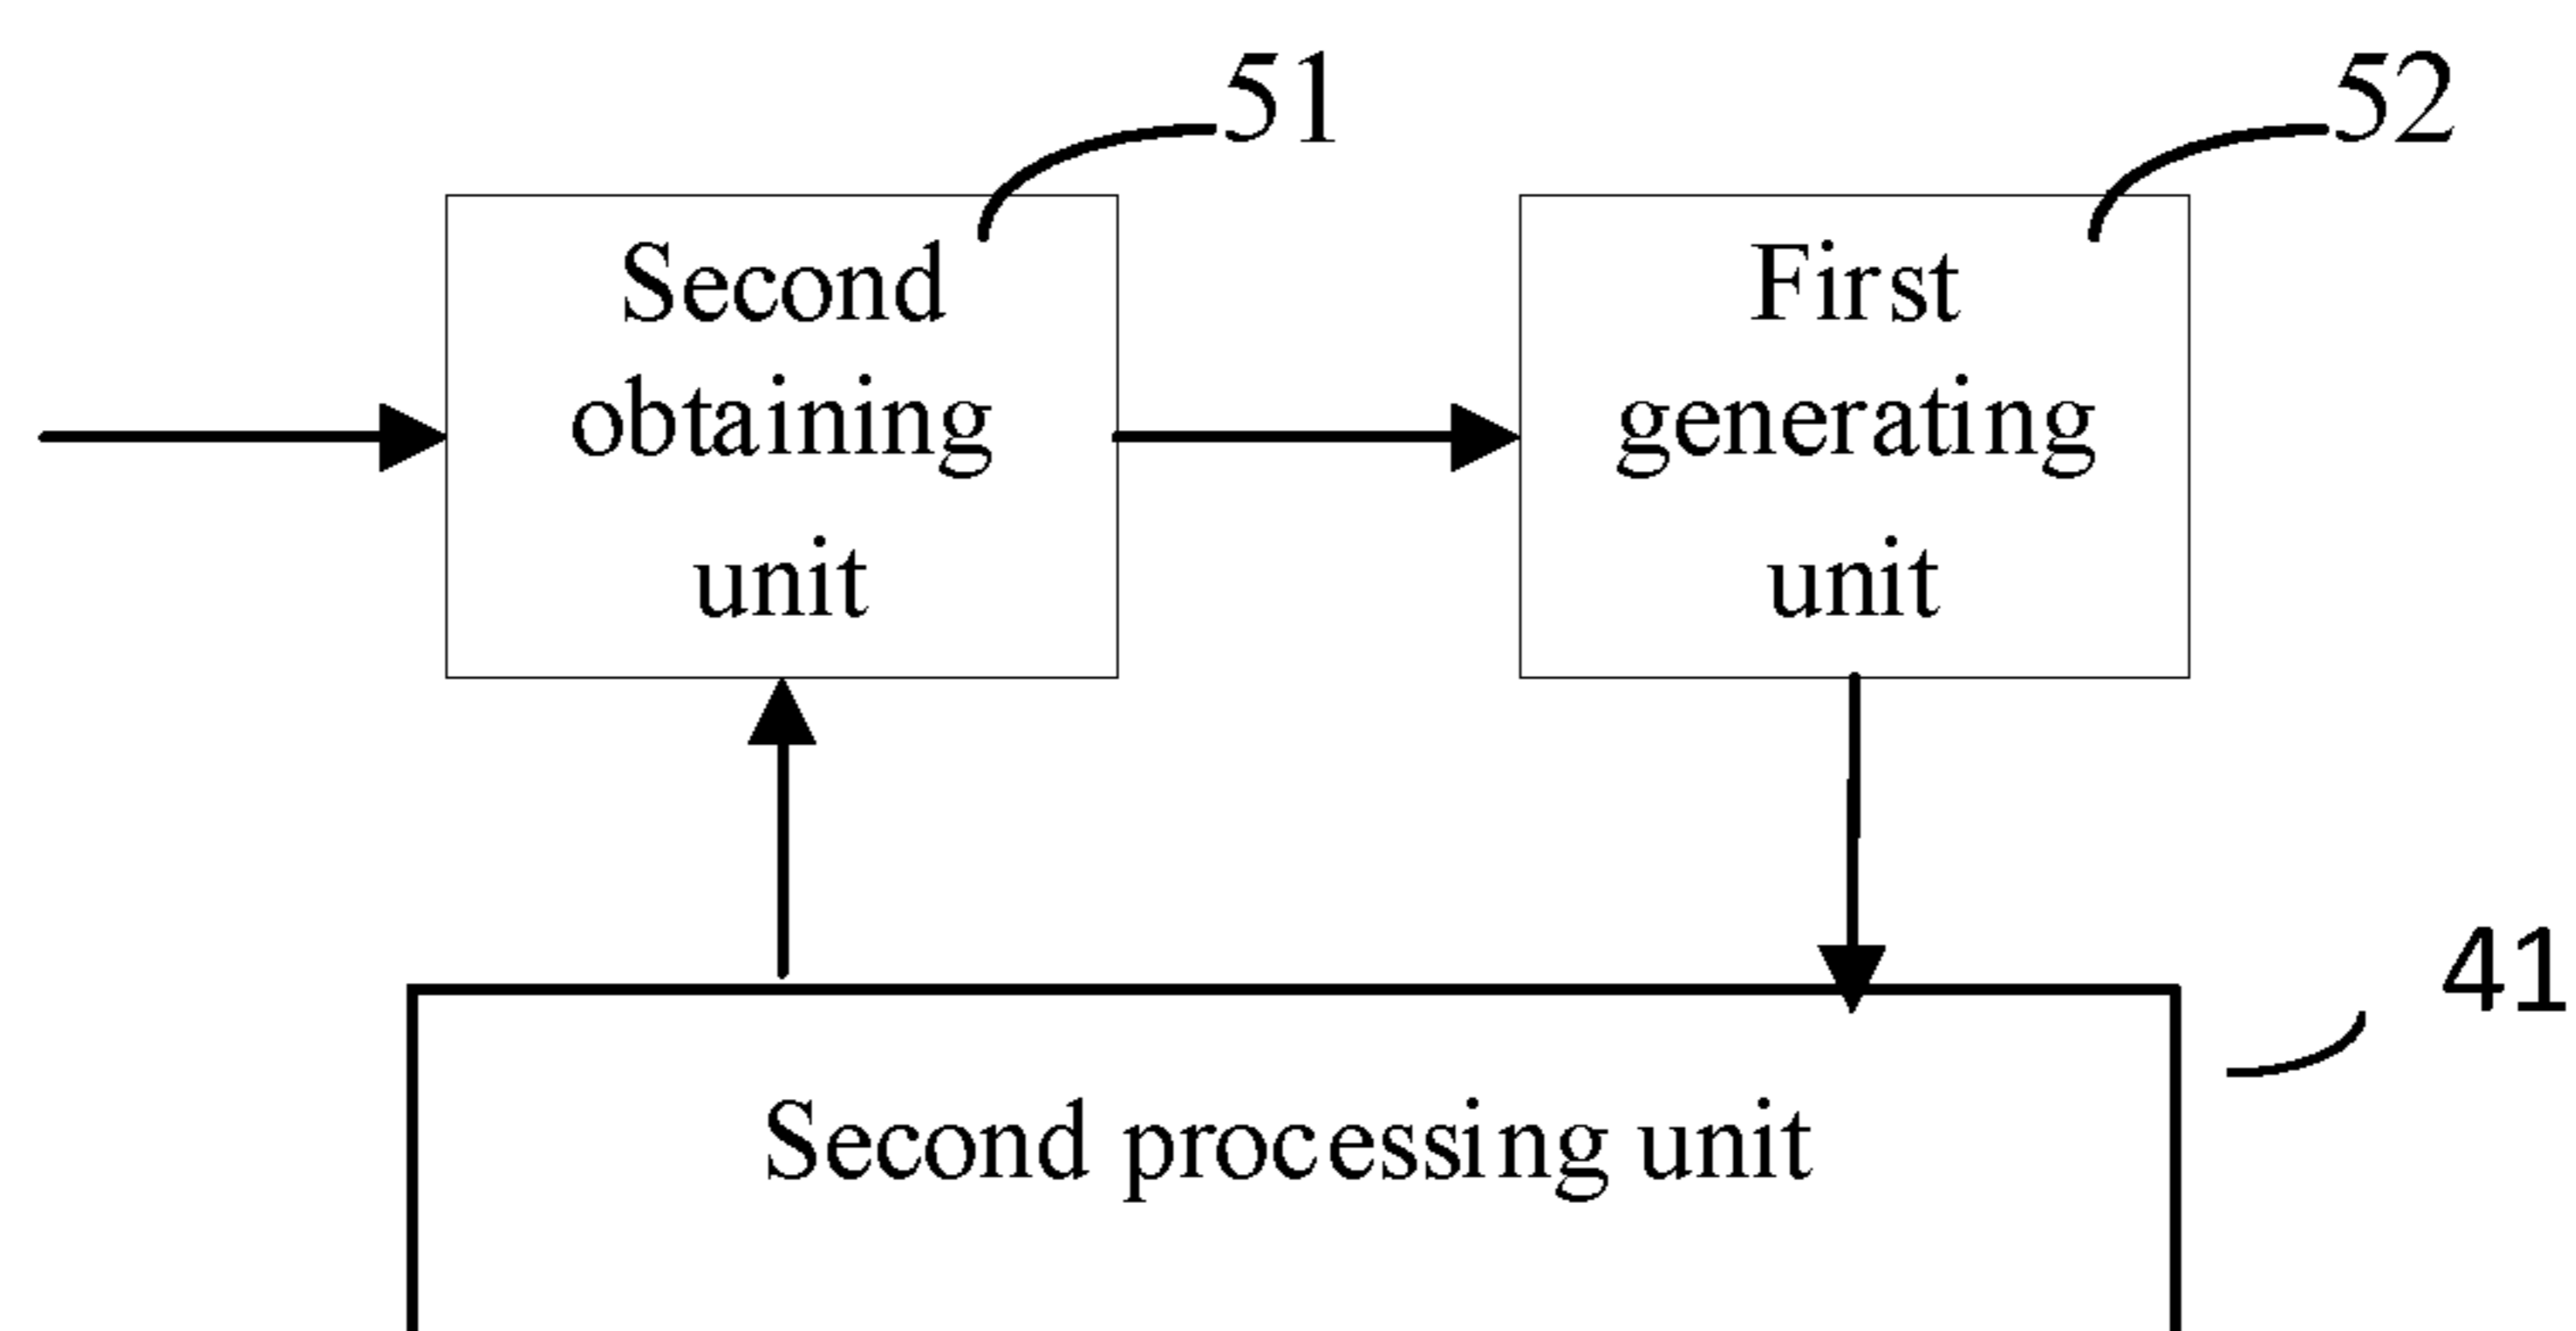 51
52
Second
obtaining
unit
First
generating
unit
41
Second processing unit